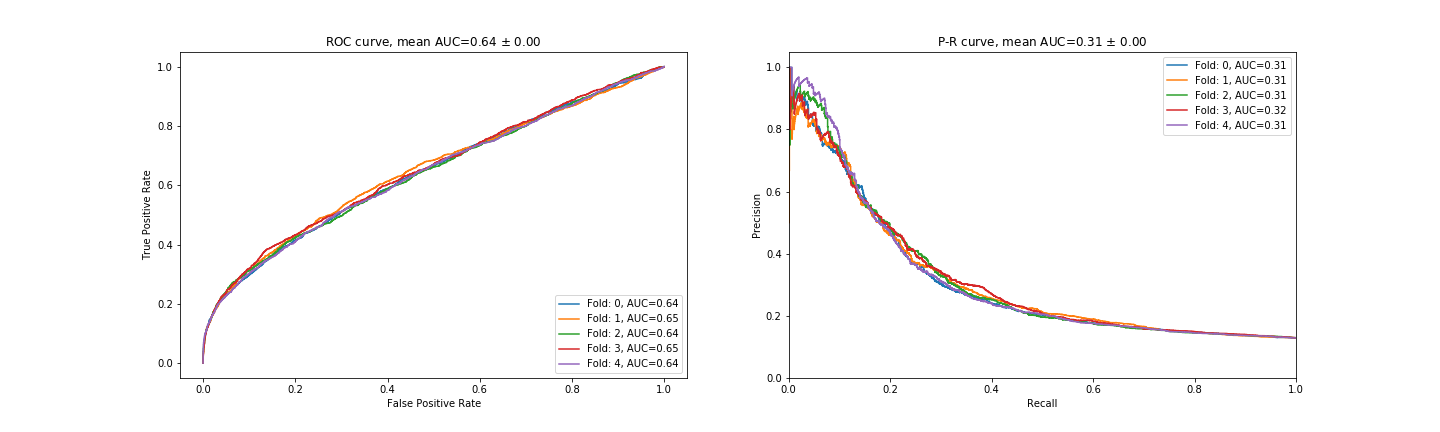 ROC curve, mean AUC=0.64 ± 0.00
True Positive Rate
1.0
0.8
0.6
0.4
0.2
0.0
Fold: 0, AUC=0.64
Fold: 1, AUC=0.65
Fold: 2, AUC=0.64
Fold: 3, AUC=0.65
Fold: 4, AUC=0.64
0.0 0.2 0.4 0.6 0.8 1.0
False Positive Rate
P-R curve, mean AUC=0.31 ± 0.00
Precision
1.0
0.8
0.6
0.4
0.2
0.0
Fold: 0, AUC=0.31
Fold: 1, AUC=0.31
Fold: 2, AUC=0.31
Fold: 3, AUC=0.32
Fold: 4, AUC=0.31
0.0 0.2 0.4 0.6 0.8 1.0
Recall